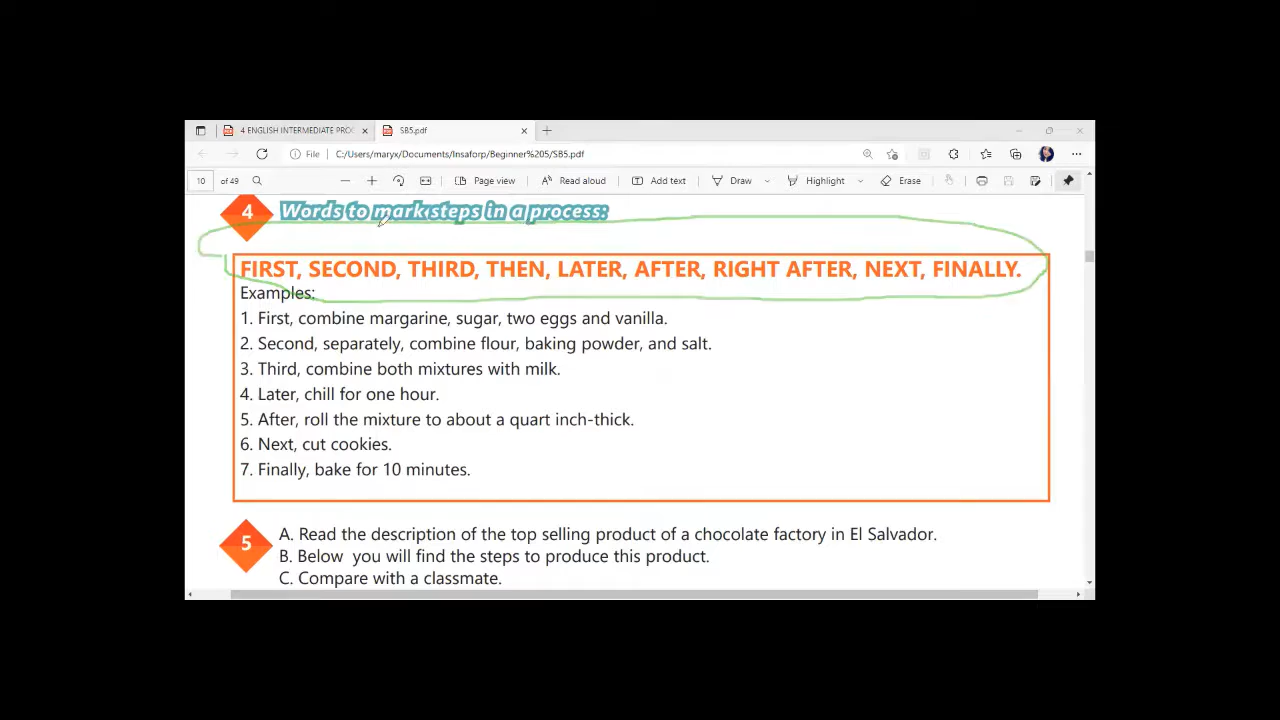 4 ENGLISH INTERMEDIATE PROC
SB5.pdf
File
C:/Users/maryx/Documents/Insaforp/Beginner%205/SB5.pdf
10 of 49
Page view
Read aloud
Add text
Draw
Highlight
Erase
4 Words to mark steps in a process:
FIRST, SECOND, THIRD, THEN, LATER, AFTER, RIGHT AFTER, NEXT, FINALLY.
Examples:
1. First, combine margarine, sugar, two eggs and vanilla.
2. Second, separately, combine flour, baking powder, and salt.
3. Third, combine both mixtures with milk.
4. Later, chill for one hour.
5. After, roll the mixture to about a quart inch-thick.
6. Next, cut cookies.
7. Finally, bake for 10 minutes.
5 A. Read the description of the top selling product of a chocolate factory in El Salvador.
B. Below you will find the steps to produce this product.
C. Compare with a classmate.